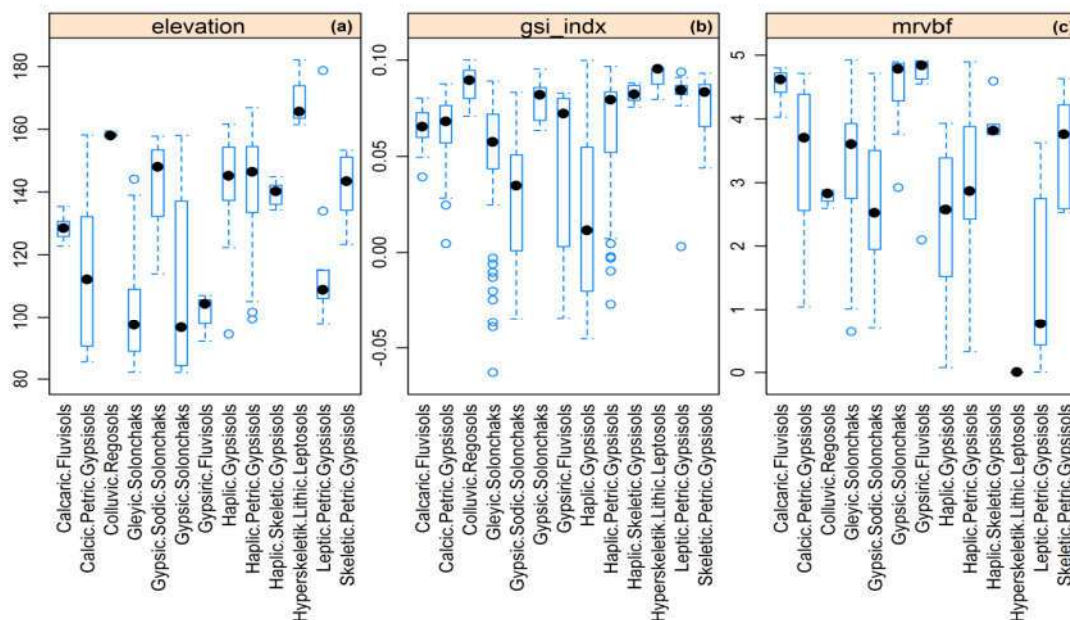 elevation (a)
gsi_indx (b)
mrvbf (c)
180
160
140
120
100
80
0.10
0.05
0.00
-0.05
5
4
3
2
1
0
Calcaric.Fluvisols
Calcic.Petric.Gypsisols
Colluvic.Regosols
Gleyic.Solonchaks
Gypsic.Sodic.Solonchaks
Gypsic.Solonchaks
Gypsiric.Fluvisols
Haplic.Gypsisols
Haplic.Petric.Gypsisols
Haplic.Skeletic.Gypsisols
Hyperskeletik.Lithic.Leptosols
Leptic.Petric.Gypsisols
Skeletic.Petric.Gypsisols
Calcaric.Fluvisols
Calcic.Petric.Gypsisols
Colluvic.Regosols
Gleyic.Solonchaks
Gypsic.Sodic.Solonchaks
Gypsic.Solonchaks
Gypsiric.Fluvisols
Haplic.Gypsisols
Haplic.Petric.Gypsisols
Haplic.Skeletic.Gypsisols
Hyperskeletik.Lithic.Leptosols
Leptic.Petric.Gypsisols
Skeletic.Petric.Gypsisols
Calcaric.Fluvisols
Calcic.Petric.Gypsisols
Colluvic.Regosols
Gleyic.Solonchaks
Gypsic.Sodic.Solonchaks
Gypsic.Solonchaks
Gypsiric.Fluvisols
Haplic.Gypsisols
Haplic.Petric.Gypsisols
Haplic.Skeletic.Gypsisols
Hyperskeletik.Lithic.Leptosol
Leptic.Petric.Gypsisols
Skeletic.Petric.Gypsisols